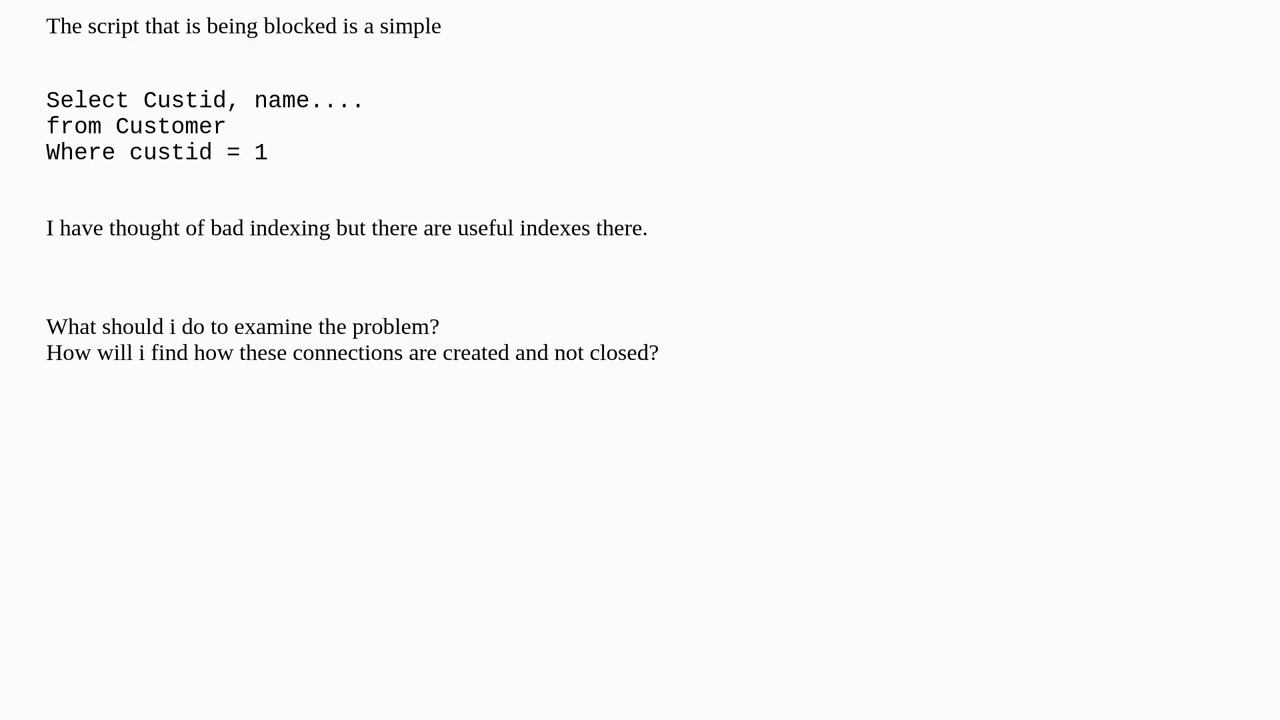 The script that is being blocked is a simple
Select Custid, name....
from Customer
Where custid = 1
I have thought of bad indexing but there are useful indexes there.
What should i do to examine the problem?
How will i find how these connections are created and not closed?